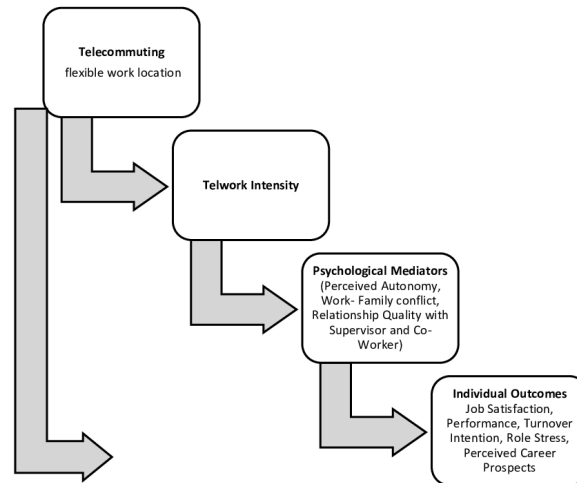 Telecommuting
flexible work location
Telwork Intensity
Psychological Mediators
(Perceived Autonomy,
Work- Family conflict,
Relationship Quality with
Supervisor and Co-
Worker)
Individual Outcomes
Job Satisfaction,
Performance, Turnover
Intention, Role Stress,
Perceived Career
Prospects